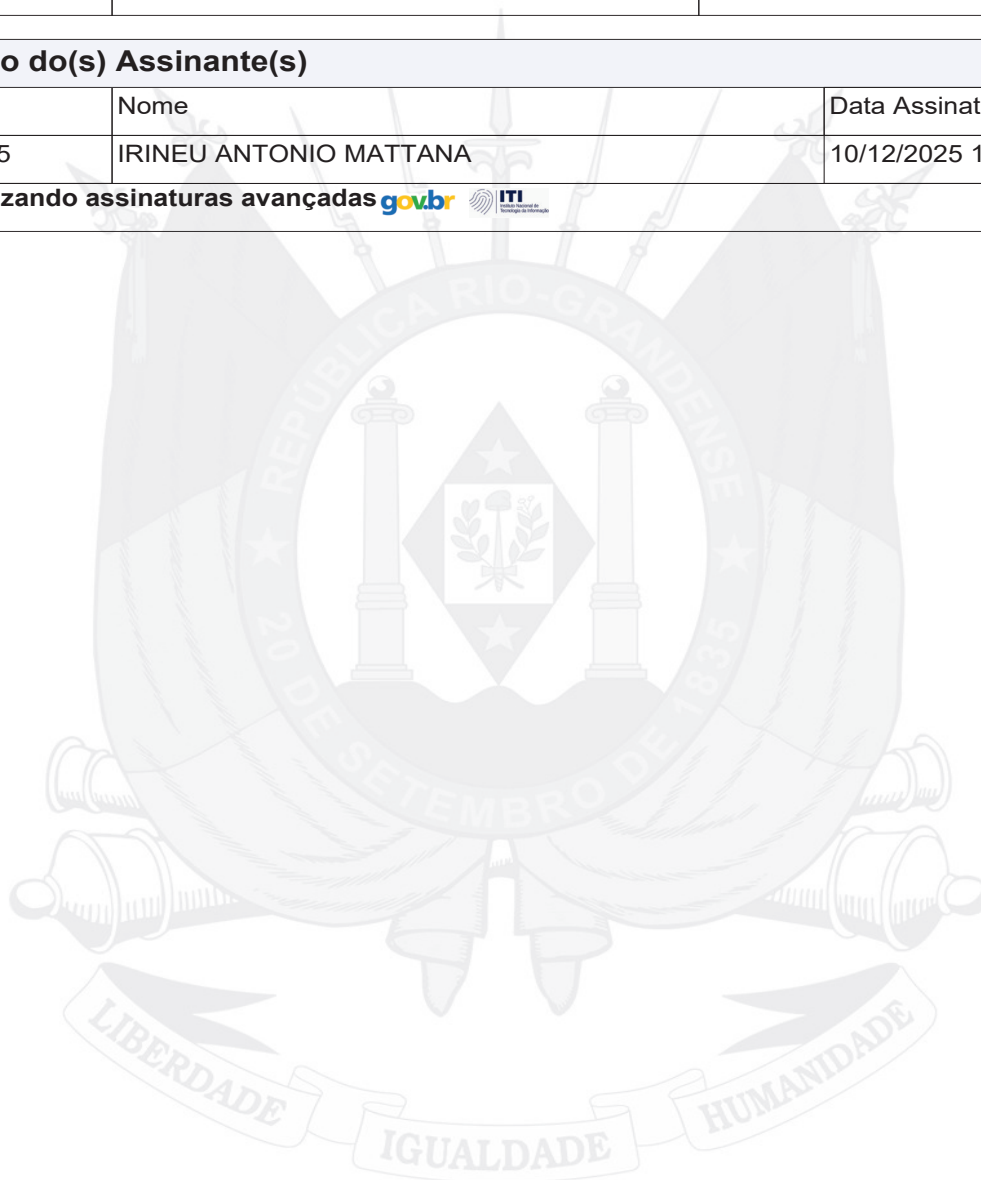 o do(s) Assinante(s)
Nome Data Assinat
5 IRINEU ANTONIO MATTANA 10/12/2025 1
zando assinaturas avançadas gov.br ITI
REPÚBLICA RIO-GRANDENSE
20 DE SETEMBRO DE 1835
LIBERDADE IGUALDADE HUMANIDADE